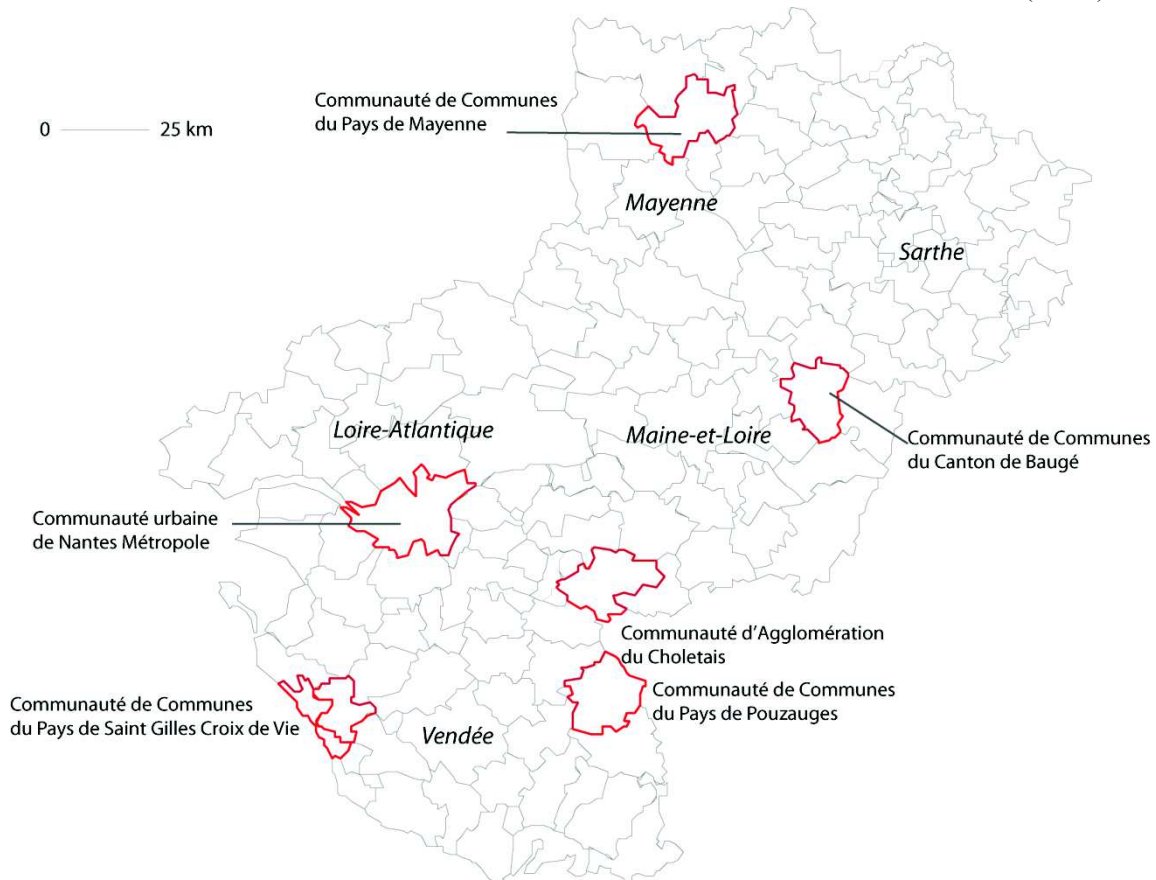 Communauté de Communes
du Pays de Mayenne
0 25 km
Mayenne
Sarthe
Loire-Atlantique
Maine-et-Loire
Communauté de Communes
du Canton de Baugé
Communauté urbaine
de Nantes Métropole
Communauté d'Agglomération
du Choletais
Communauté de Communes
du Pays de Pouzauges
Communauté de Communes
du Pays de Saint Gilles Croix de Vie
Vendée